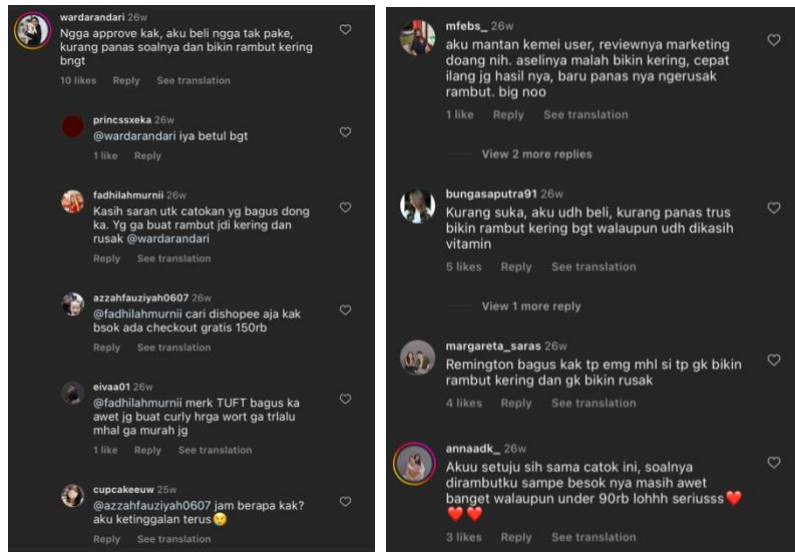 wardarandari 26w
Ngga approve kak, aku beli ngga tak pake,
kurang panas soalnya dan bikin rambut kering
bngt
10 likes Reply See translation
princssxeka 26w
@wardarandari iya betul bgt
1 like Reply
fadhilahmurnii 26w
Kasih saran utk catokan yg bagus dong
ka. Yg ga buat rambut jdi kering dan
rusak @wardarandari
Reply See translation
azzahfauziyah0607 26w
@fadhilahmurnii cari dishopee aja kak
bsok ada checkout gratis 150rb
Reply See translation
eivaa01 26w
@fadhilahmurnii merk TUFT bagus ka
awet jg buat curly hrga wort ga trlalu
mhal ga murah jg
1 like Reply See translation
cupcakeeuw 25w
@azzahfauziyah0607 jam berapa kak?
aku ketinggalan terus😢
Reply See translation
mfebs_ 26w
aku mantan kemei user, reviewnya marketing
doang nih. aselinya malah bikin kering, cepat
ilang jg hasil nya, baru panas nya ngerusak
rambut. big noo
1 like Reply See translation
View 2 more replies
bungasaputra91 26w
Kurang suka, aku udh beli, kurang panas trus
bikin rambut kering bgt walaupun udh dikasih
vitamin
5 likes Reply See translation
View 1 more reply
margareta_saras 26w
Remington bagus kak tp emg mhl si tp gk bikin
rambut kering dan gk bikin rusak
4 likes Reply See translation
annaadk_ 26w
Akuu setuju sih sama catok ini, soalnya
dirambutku sampe besok nya masih awet
banget walaupun under 90rb lohhh seriusss❤️
❤️❤️
3 likes Reply See translation